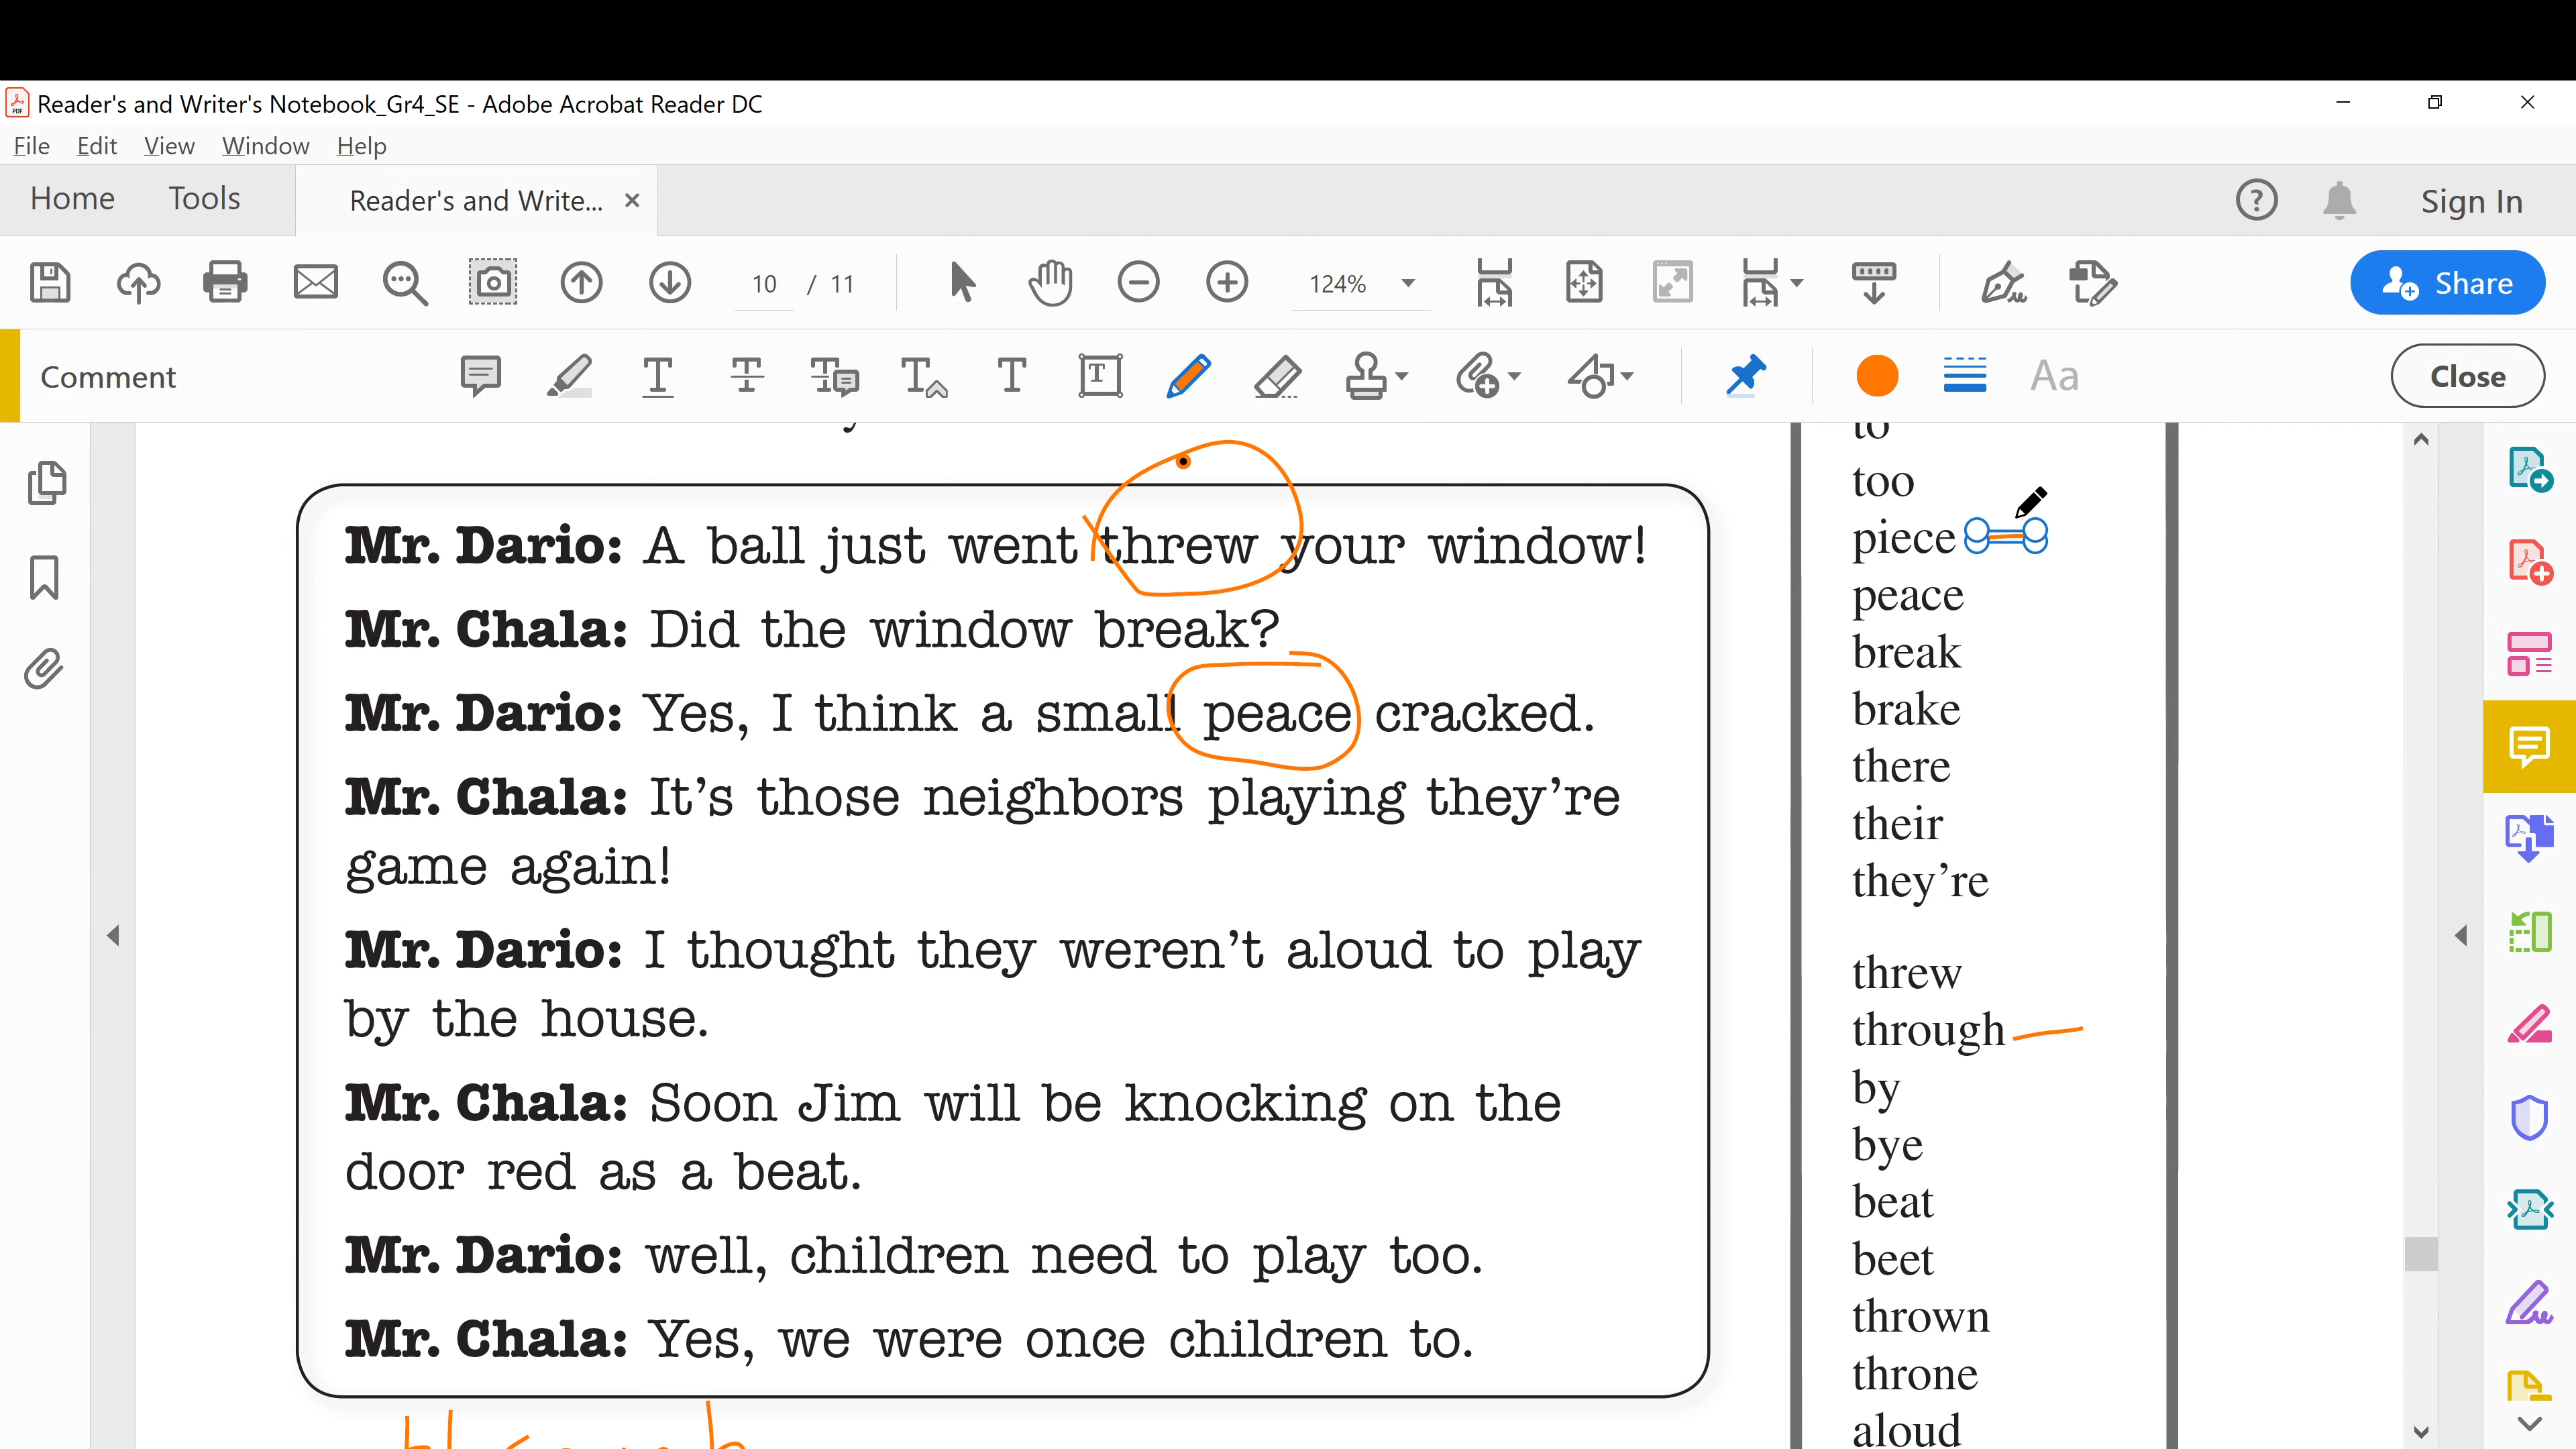 Reader's and Writer's Notebook_Gr4_SE - Adobe Acrobat Reader DC
File Edit View Window Help
Home Tools Reader's and Write... Sign In
10 / 11 124% Share
Comment Aa Close
Mr. Dario: A ball just went threw your window!
Mr. Chala: Did the window break?
Mr. Dario: Yes, I think a small peace cracked.
Mr. Chala: It's those neighbors playing they're
game again!
Mr. Dario: I thought they weren't aloud to play
by the house.
Mr. Chala: Soon Jim will be knocking on the
door red as a beat.
Mr. Dario: well, children need to play too.
Mr. Chala: Yes, we were once children to.
to
too
piece
peace
break
brake
there
their
they're
threw
through
by
bye
beat
beet
thrown
throne
aloud